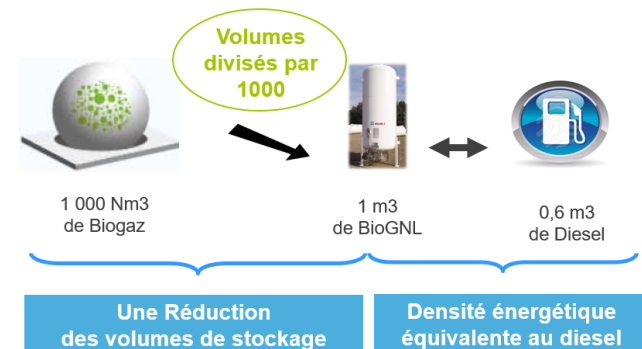 Volumes
divisés par
1000
1 000 Nm3
de Biogaz
1 m3
de BioGNL
0,6 m3
de Diesel
Une Réduction
des volumes de stockage
Densité énergétique
équivalente au diesel